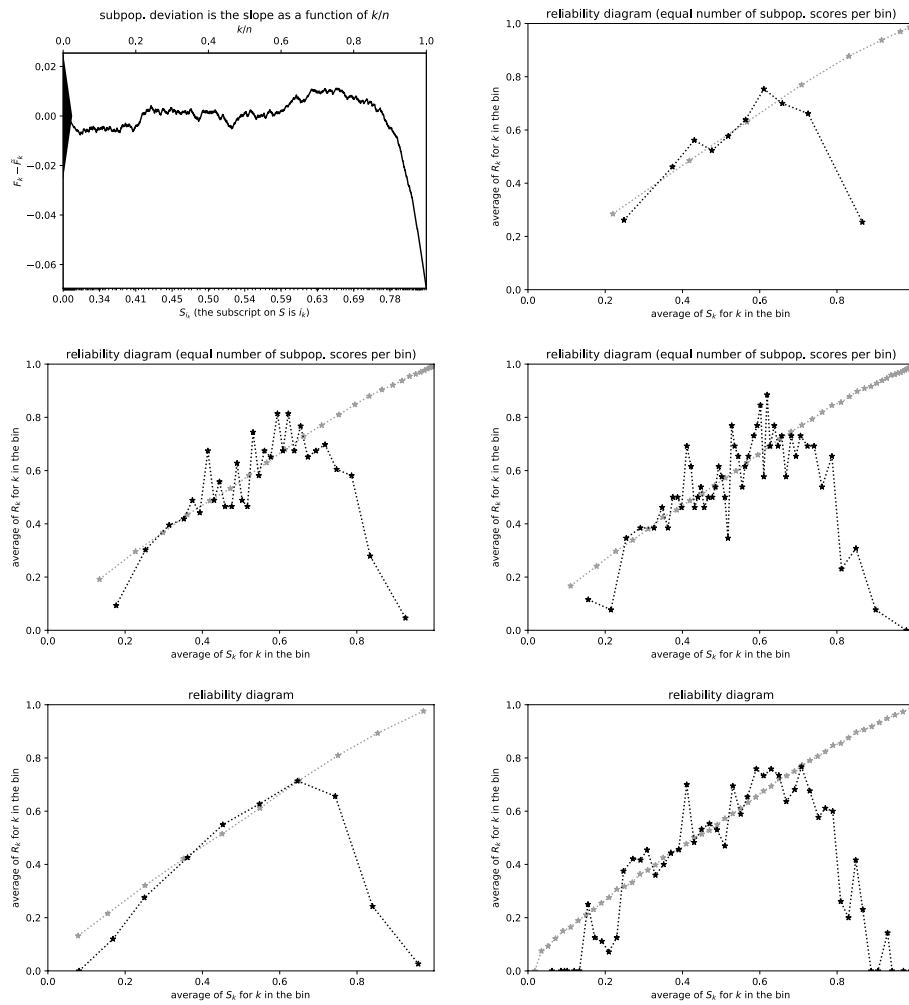 subpop. deviation is the slope as a function of k/n
k/n
0.0 0.2 0.4 0.6 0.8 1.0
0.02
0.00
−0.02
−0.04
−0.06
F_k − F̃_k
0.00 0.34 0.41 0.45 0.50 0.54 0.59 0.63 0.69 0.78
S_{i_k} (the subscript on S is i_k)
reliability diagram (equal number of subpop. scores per bin)
1.0
0.8
0.6
0.4
0.2
0.0
average of R_k for k in the bin
0.2 0.4 0.6 0.8
average of S_k for k in the bin
reliability diagram (equal number of subpop. scores per bin)
1.0
0.8
0.6
0.4
0.2
0.0
average of R_k for k in the bin
0.0 0.2 0.4 0.6 0.8
average of S_k for k in the bin
reliability diagram (equal number of subpop. scores per bin)
1.0
0.8
0.6
0.4
0.2
0.0
average of R_k for k in the bin
0.0 0.2 0.4 0.6 0.8
average of S_k for k in the bin
reliability diagram
1.0
0.8
0.6
0.4
0.2
0.0
average of R_k for k in the bin
0.0 0.2 0.4 0.6 0.8
average of S_k for k in the bin
reliability diagram
1.0
0.8
0.6
0.4
0.2
0.0
average of R_k for k in the bin
0.0 0.2 0.4 0.6 0.8
average of S_k for k in the bin